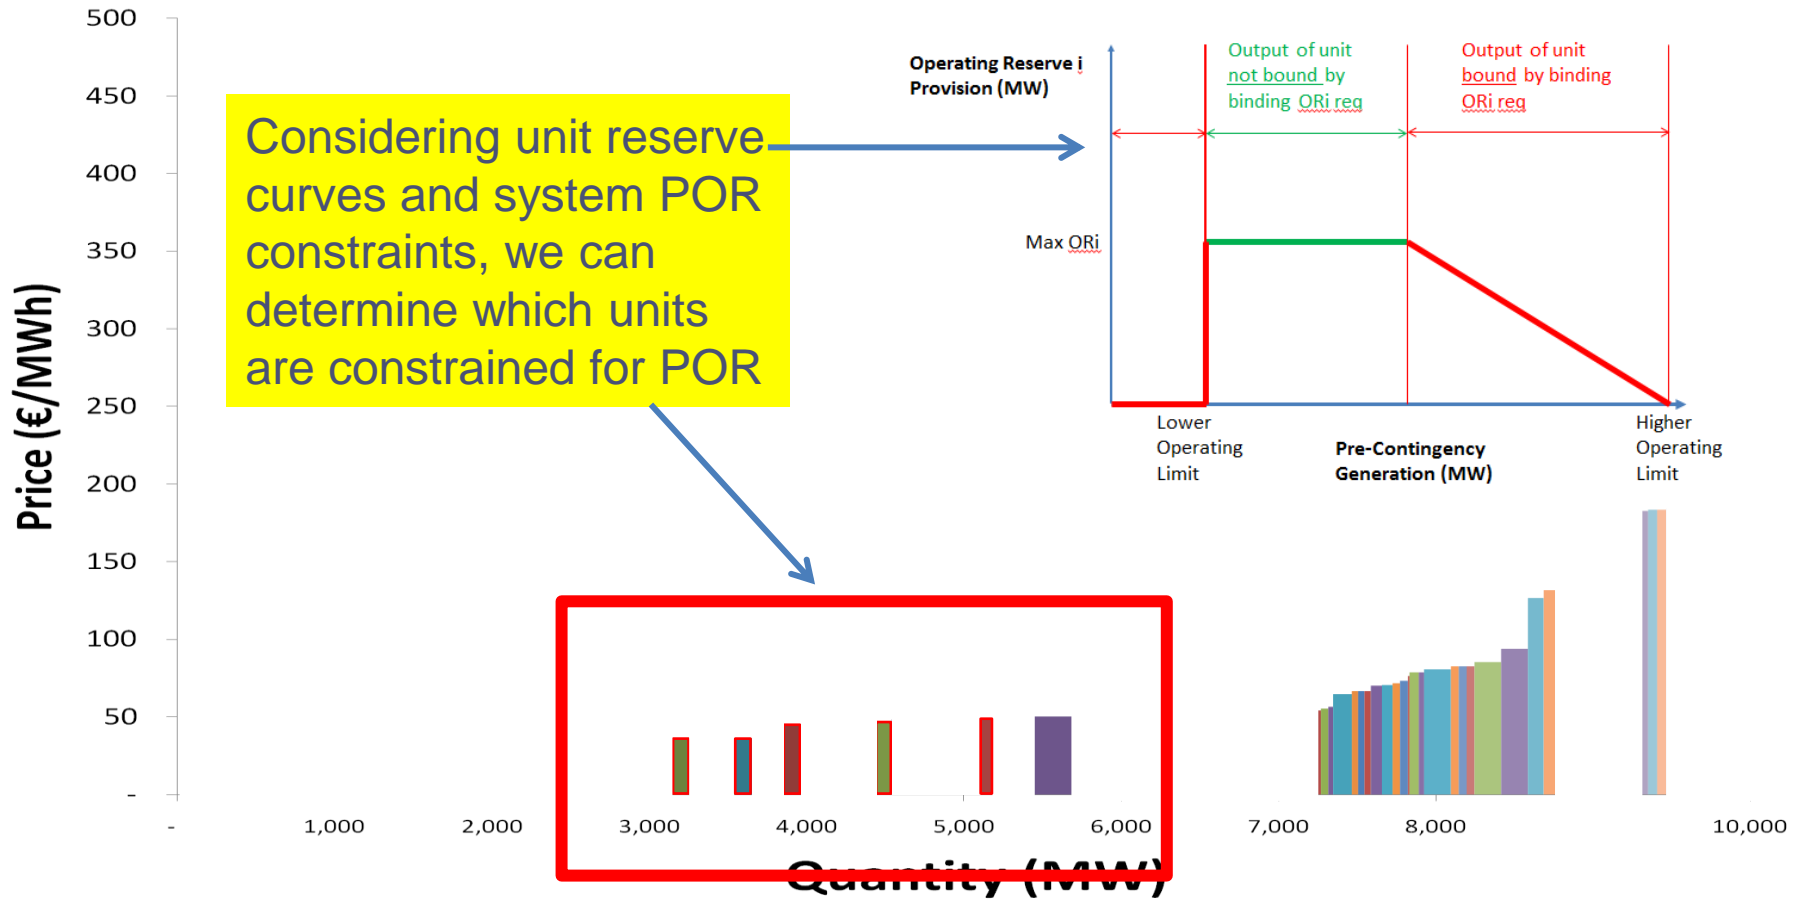 500
450
400
350
300
250
200
150
100
50
-
Price (€/MWh)
Considering unit reserve
curves and system POR
constraints, we can
determine which units
are constrained for POR
Operating Reserve i
Provision (MW)
Output of unit
not bound by
binding ORi req
Output of unit
bound by binding
ORi req
Max ORi
Lower
Operating
Limit
Pre-Contingency
Generation (MW)
Higher
Operating
Limit
- 1,000 2,000 3,000 4,000 5,000 6,000 7,000 8,000 10,000
Quantity (MW)